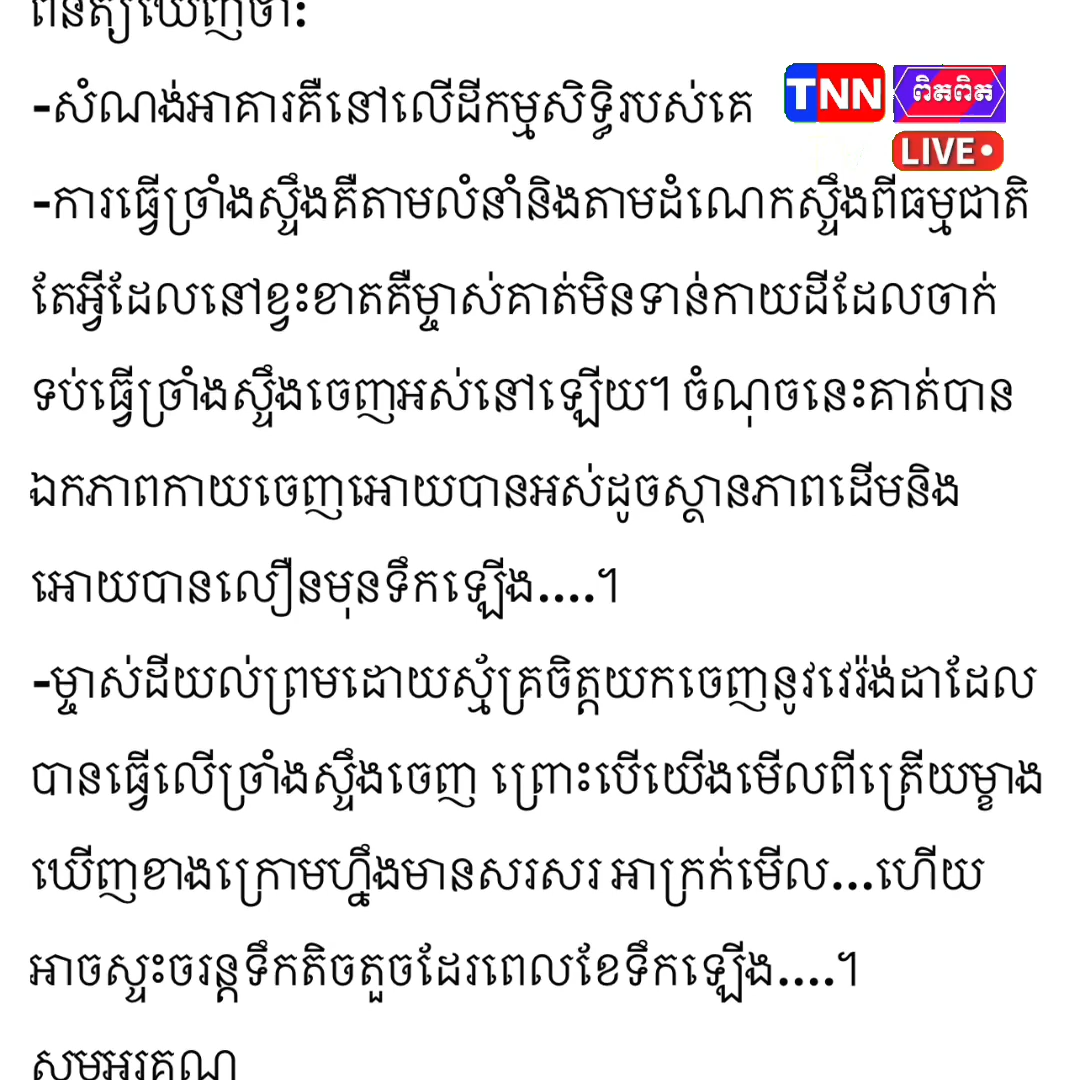 ពិនិត្យឃើញថា:
-សំណង់អាគារគឺនៅលើដីកម្មសិទ្ធិរបស់គេ
TNN ពិតពិត
LIVE
-ការធ្វើច្រាំងស្ទឹងគឺតាមលំនាំនិងតាមដំណេកស្ទឹងពីធម្មជាតិ
តែអ្វីដែលនៅខ្វះខាតគឺម្ចាស់គាត់មិនទាន់កាយដីដែលចាក់
ទប់ធ្វើច្រាំងស្ទឹងចេញអស់នៅឡើយ។ ចំណុចនេះគាត់បាន
ឯកភាពកាយចេញអោយបានអស់ដូចស្ថានភាពដើមនិង
អោយបានលឿនមុនទឹកឡើង....។
-ម្ចាស់ដីយល់ព្រមដោយស្ម័គ្រចិត្តយកចេញនូវវេរ៉ង់ដាដែល
បានធ្វើលើច្រាំងស្ទឹងចេញ ព្រោះបើយើងមើលពីត្រើយម្ខាង
ឃើញខាងក្រោមហ្នឹងមានសរសរ អាក្រក់មើល...ហើយ
អាចស្ទះចរន្តទឹកតិចតួចដែរពេលខែទឹកឡើង....។
សូមអរគុណ